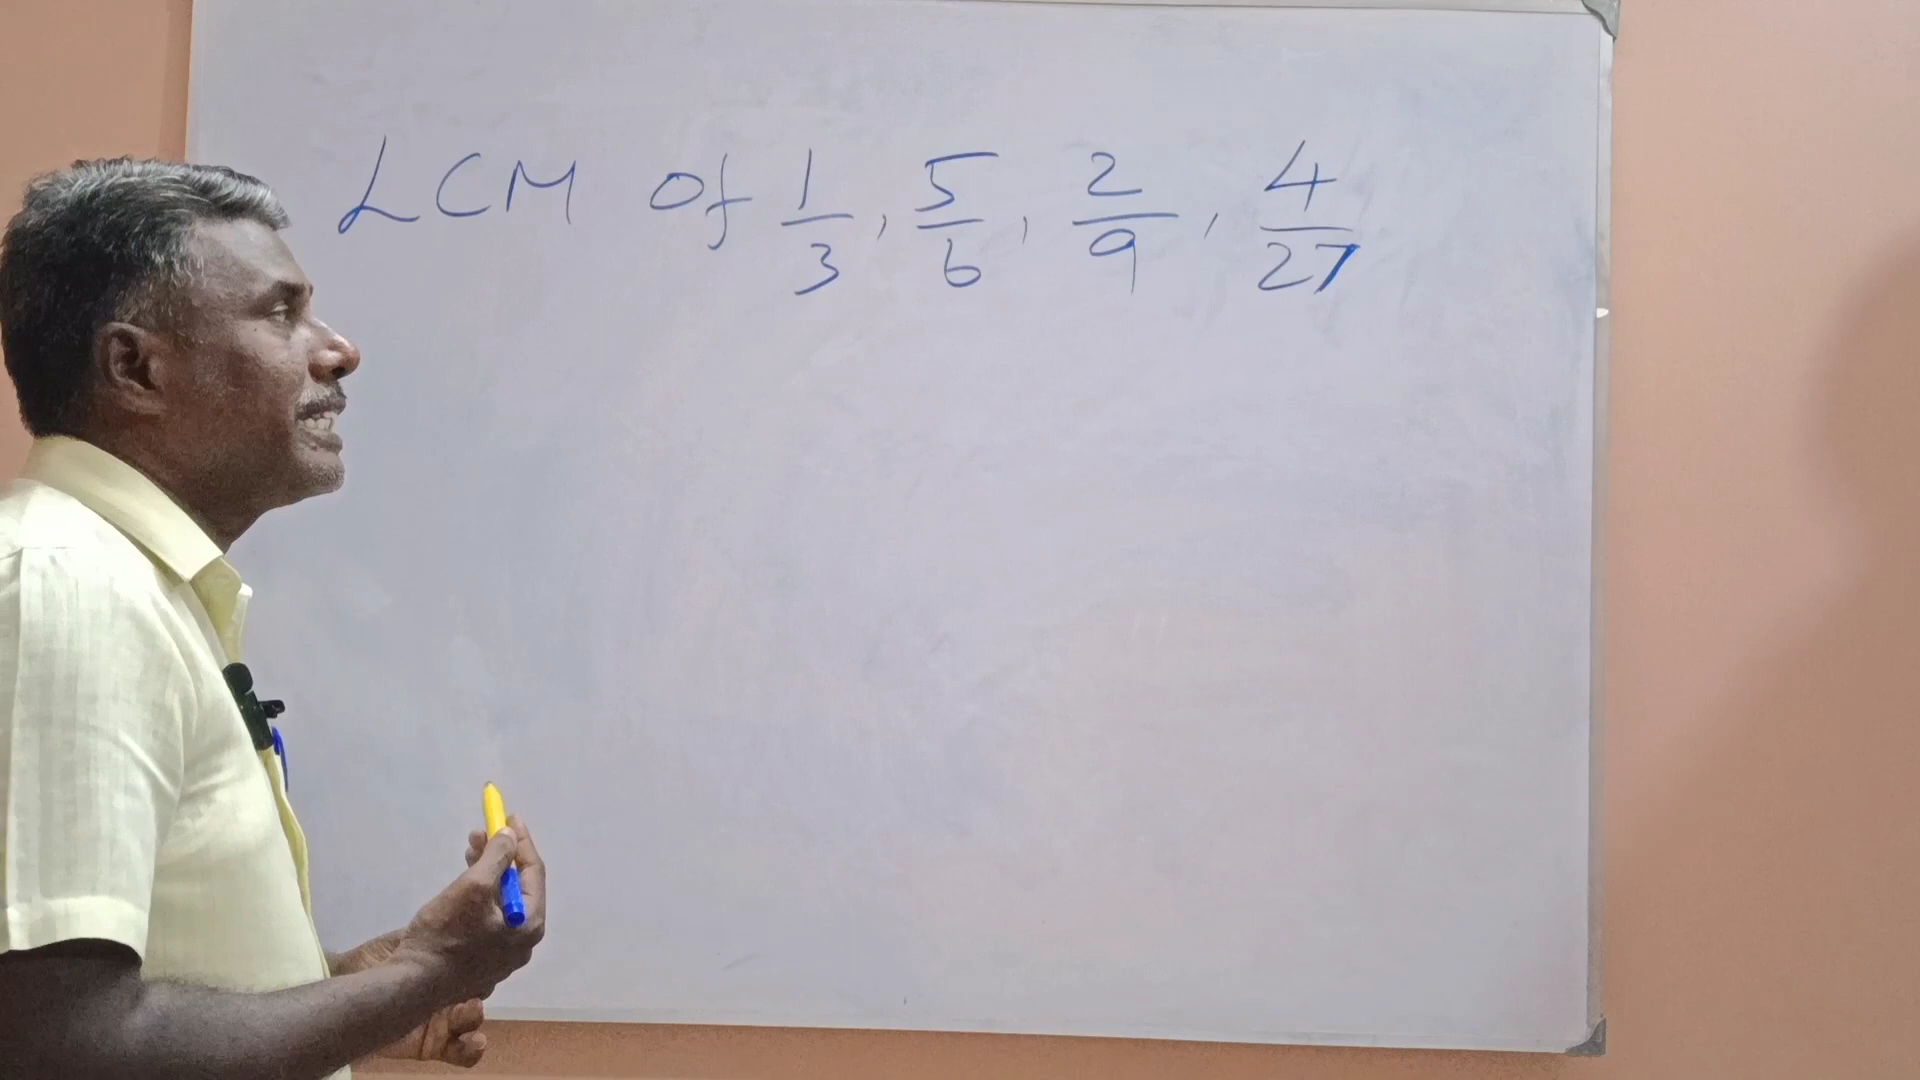 LCM Of 1/3, 5/6, 2/9, 4/27